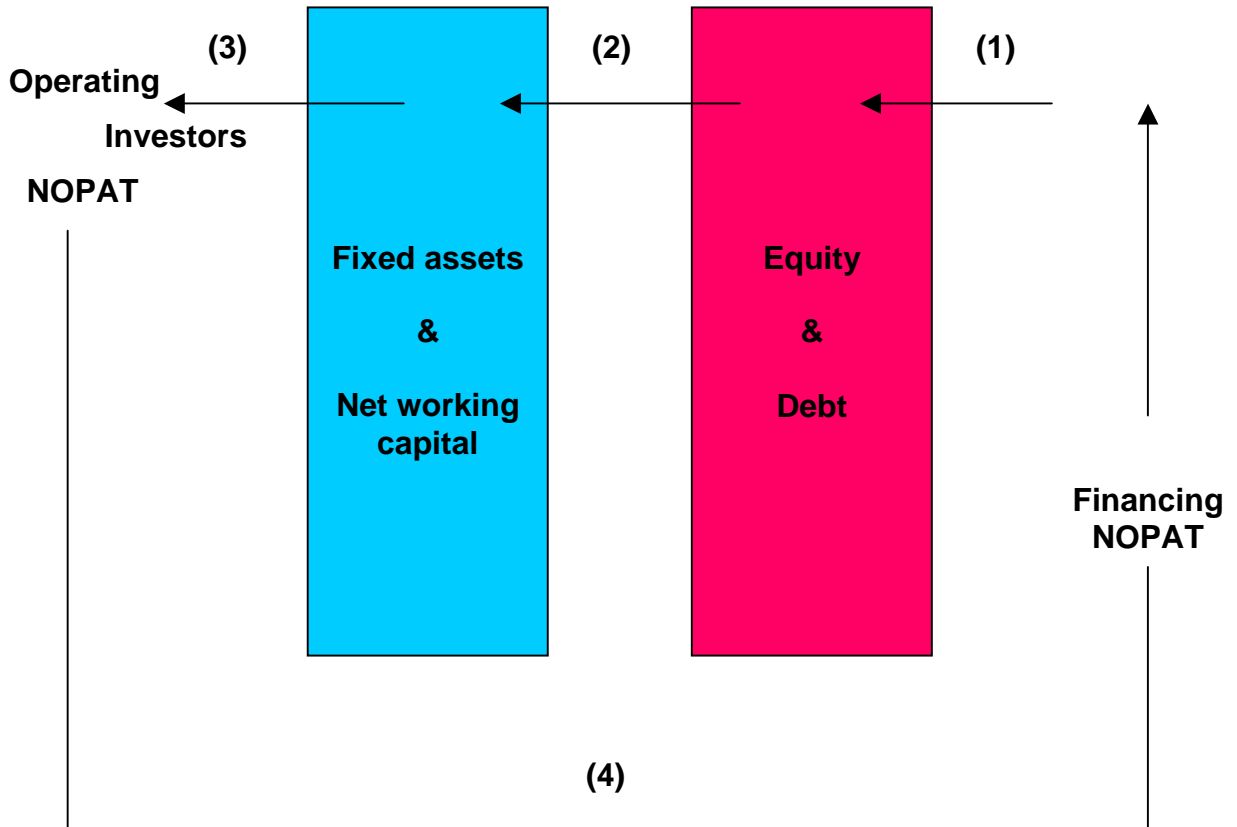 (3)
(2)
(1)
Operating
Investors
NOPAT
Fixed assets
&
Net working
capital
Equity
&
Debt
Financing
NOPAT
(4)